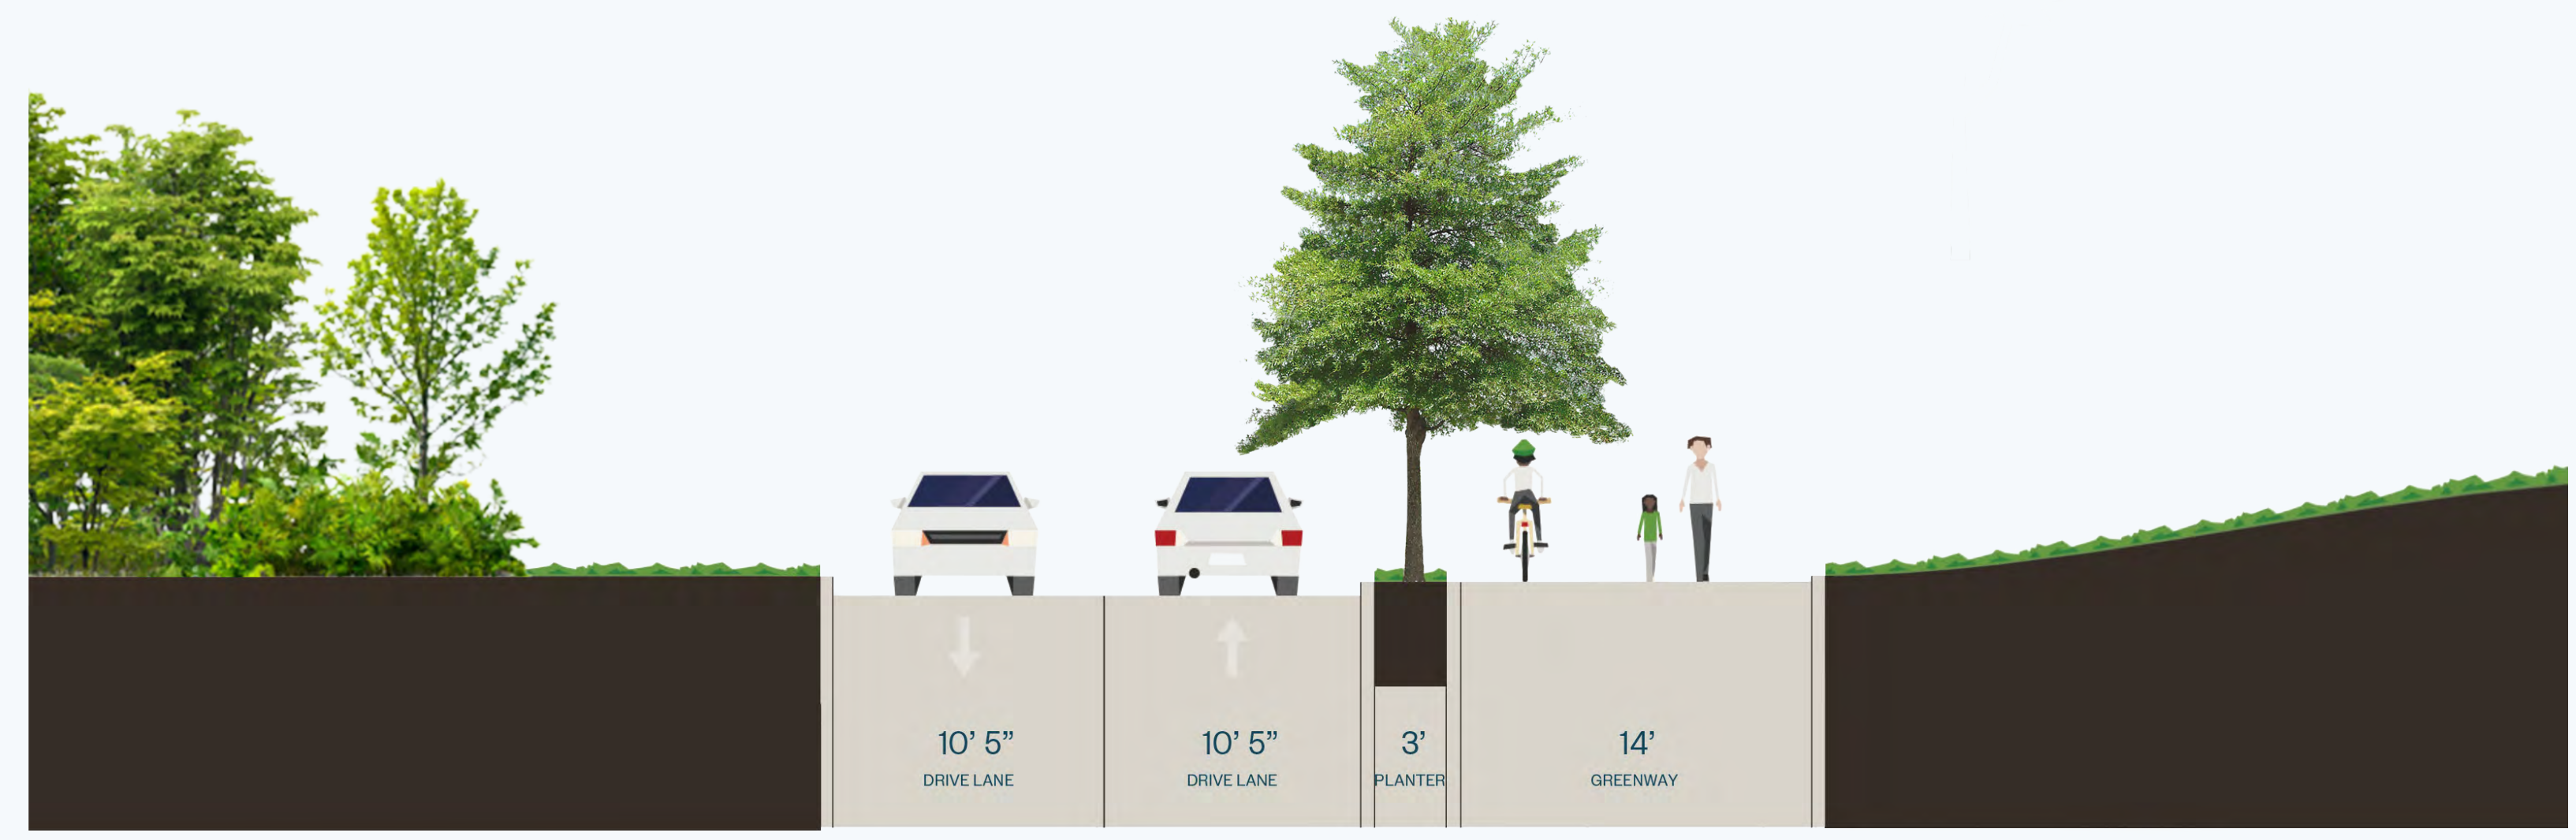 10’ 5”
DRIVE LANE
10’ 5”
DRIVE LANE
3’
PLANTER
14’
GREENWAY